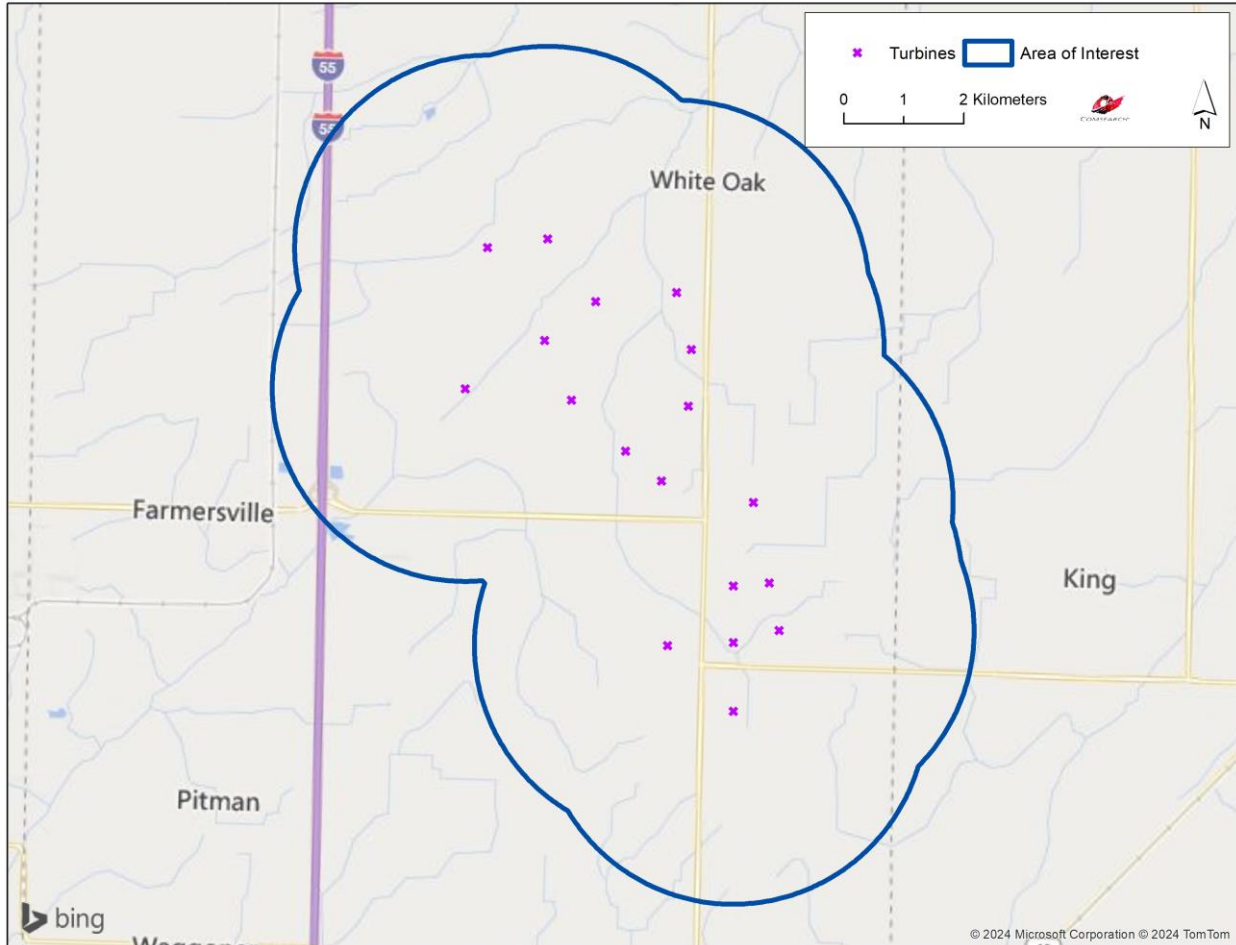 55
55
Turbines
Area of Interest
0 1 2 Kilometers
COMSEARCH
N
White Oak
Farmersville
King
Pitman
bing
© 2024 Microsoft Corporation © 2024 TomTom